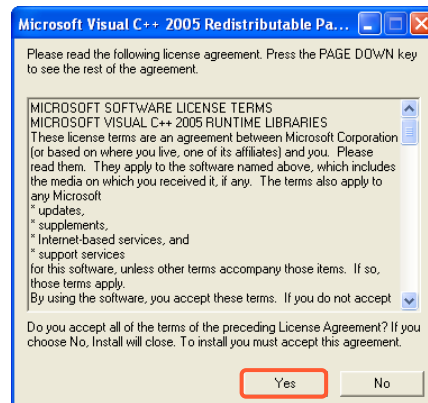 Microsoft Visual C++ 2005 Redistributable Pa...
Please read the following license agreement. Press the PAGE DOWN key
to see the rest of the agreement.
MICROSOFT SOFTWARE LICENSE TERMS
MICROSOFT VISUAL C++ 2005 RUNTIME LIBRARIES
These license terms are an agreement between Microsoft Corporation
(or based on where you live, one of its affiliates) and you.  Please
read them.  They apply to the software named above, which includes
the media on which you received it, if any.  The terms also apply to
any Microsoft
* updates,
* supplements,
* Internet-based services, and
* support services
for this software, unless other terms accompany those items.  If so,
those terms apply.
By using the software, you accept these terms.  If you do not accept
Do you accept all of the terms of the preceding License Agreement? If you
choose No, Install will close. To install you must accept this agreement.
Yes
No